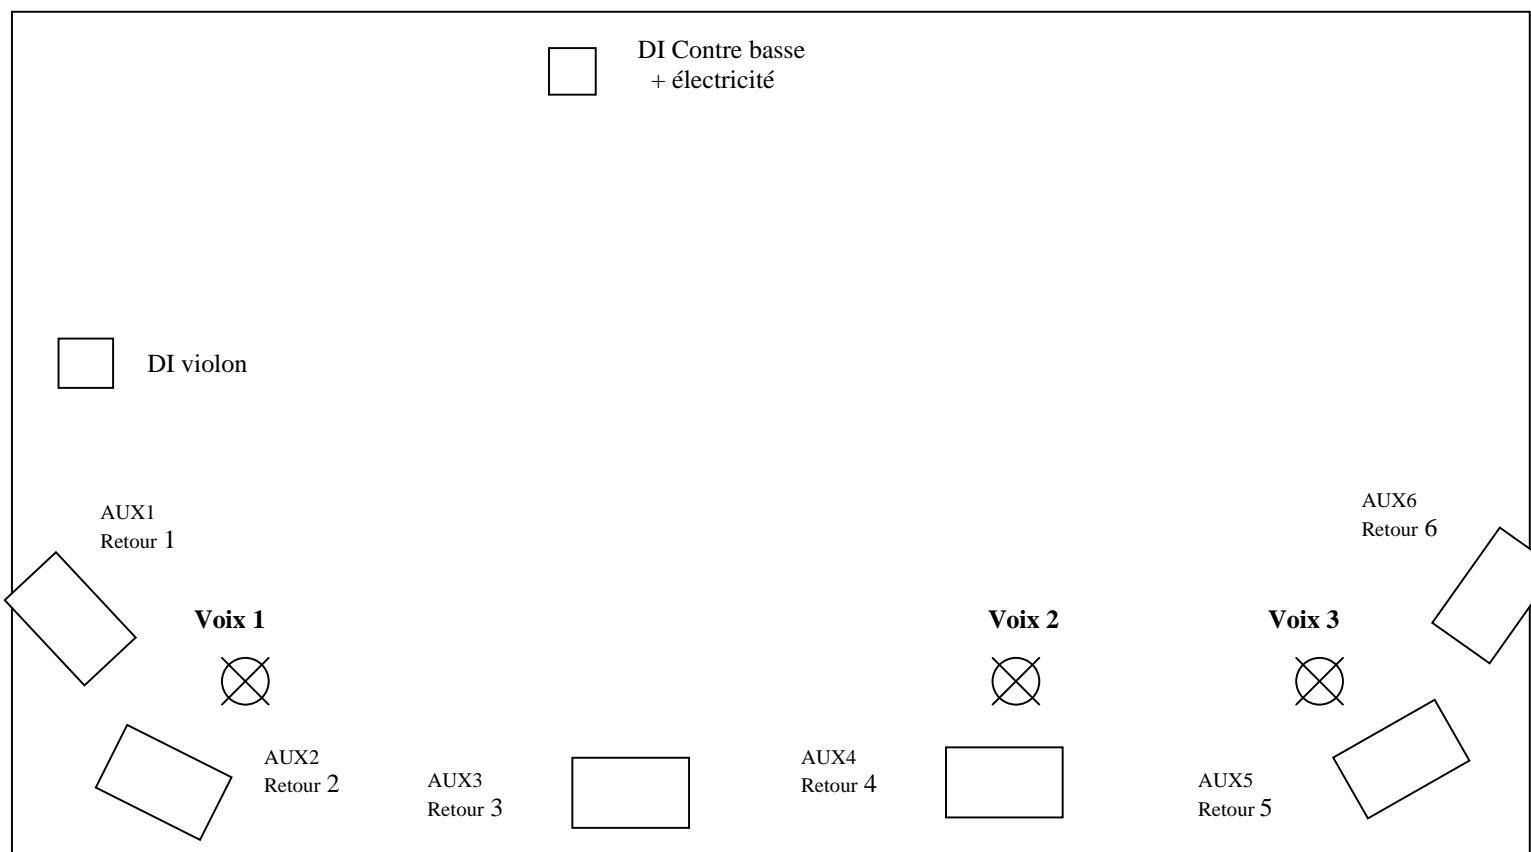 DI Contre basse
+ électricité
DI violon
AUX1
Retour 1
AUX6
Retour 6
Voix 1
Voix 2
Voix 3
AUX2
Retour 2
AUX3
Retour 3
AUX4
Retour 4
AUX5
Retour 5